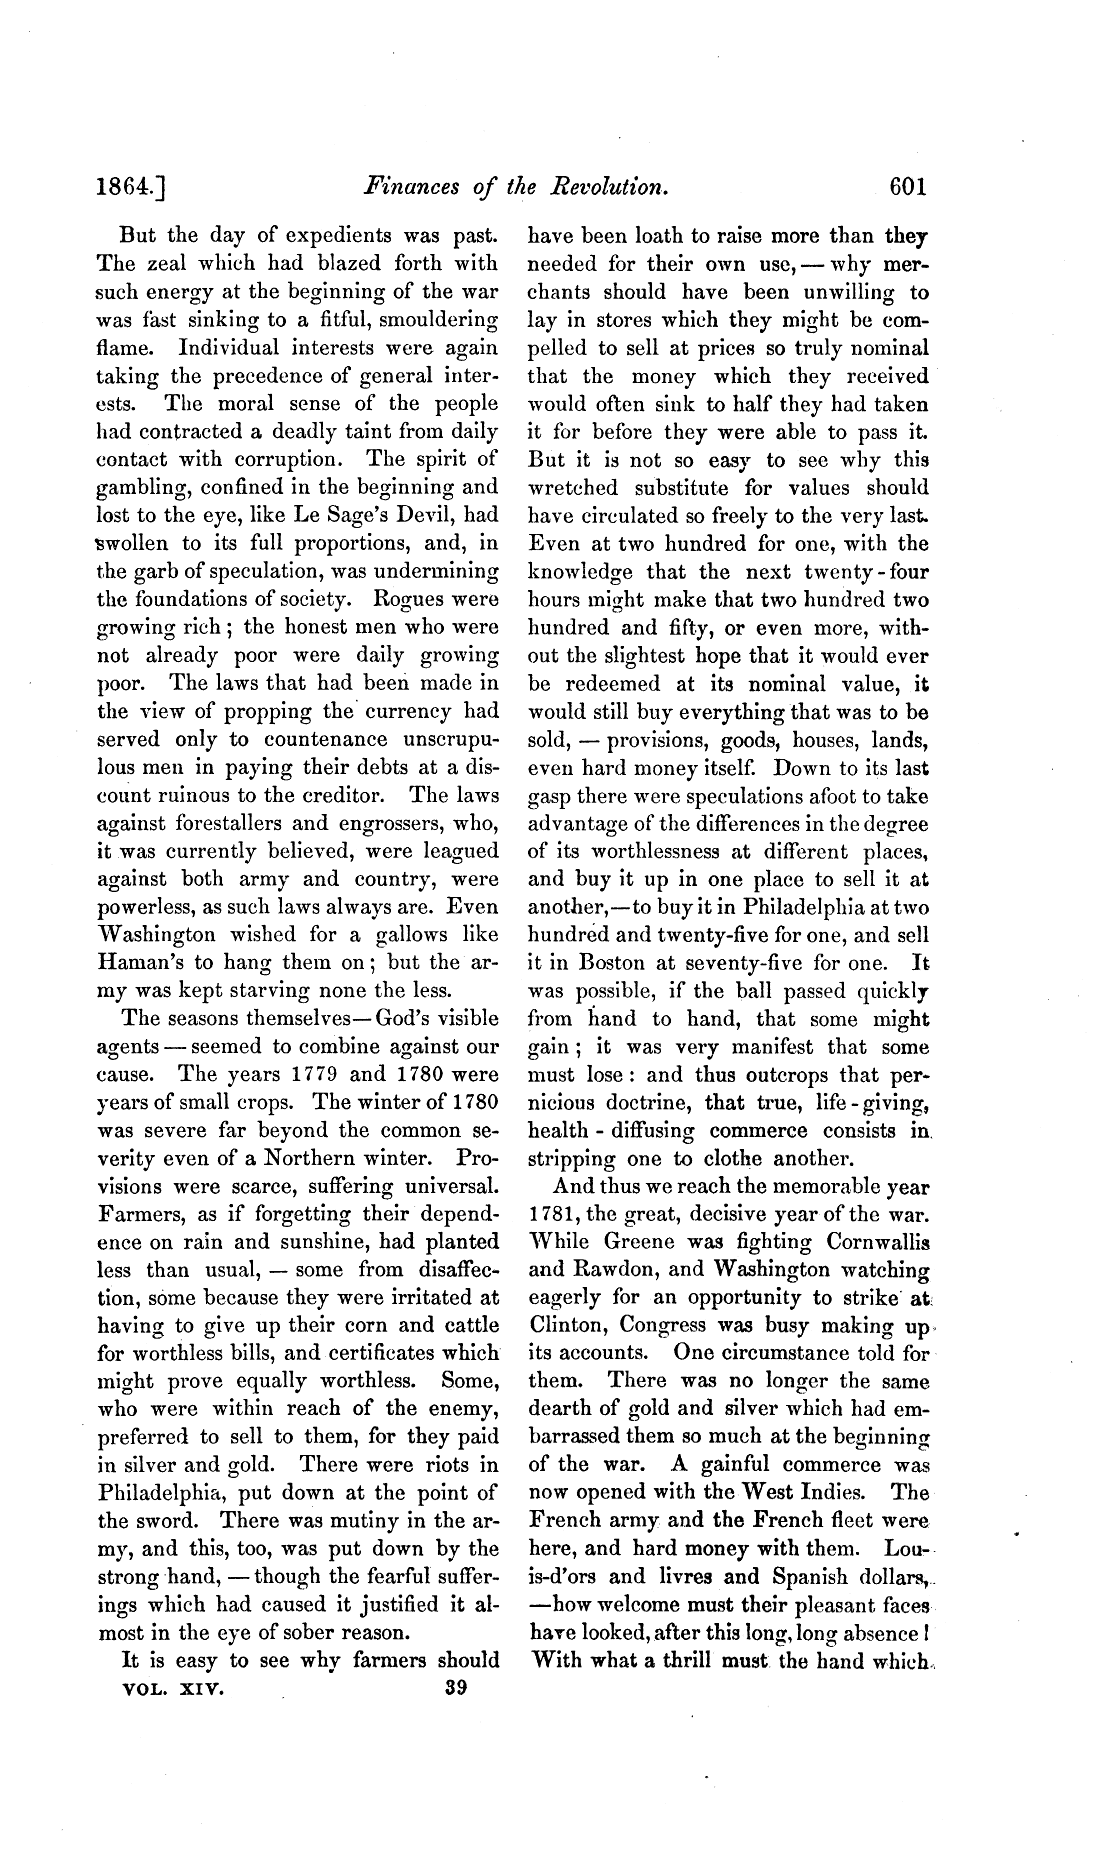 1864.] Finances of the Revolution. 601
But the day of expedients was past.
The zeal which had blazed forth with
such energy at the beginning of the war
was fast sinking to a fitful, smouldering
flame. Individual interests were again
taking the precedence of general inter-
ests. The moral sense of the people
had contracted a deadly taint from daily
contact with corruption. The spirit of
gambling, confined in the beginning and
lost to the eye, like Le Sage's Devil, had
swollen to its full proportions, and, in
the garb of speculation, was undermining
the foundations of society. Rogues were
growing rich; the honest men who were
not already poor were daily growing
poor. The laws that had been made in
the view of propping the currency had
served only to countenance unscrupu-
lous men in paying their debts at a dis-
count ruinous to the creditor. The laws
against forestallers and engrossers, who,
it was currently believed, were leagued
against both army and country, were
powerless, as such laws always are. Even
Washington wished for a gallows like
Haman's to hang them on; but the ar-
my was kept starving none the less.
The seasons themselves—God's visible
agents — seemed to combine against our
cause. The years 1779 and 1780 were
years of small crops. The winter of 1780
was severe far beyond the common se-
verity even of a Northern winter. Pro-
visions were scarce, suffering universal.
Farmers, as if forgetting their depend-
ence on rain and sunshine, had planted
less than usual, — some from disaffec-
tion, some because they were irritated at
having to give up their corn and cattle
for worthless bills, and certificates which
might prove equally worthless. Some,
who were within reach of the enemy,
preferred to sell to them, for they paid
in silver and gold. There were riots in
Philadelphia, put down at the point of
the sword. There was mutiny in the ar-
my, and this, too, was put down by the
strong hand, — though the fearful suffer-
ings which had caused it justified it al-
most in the eye of sober reason.
It is easy to see why farmers should
VOL. XIV. 39
have been loath to raise more than they
needed for their own use, — why mer-
chants should have been unwilling to
lay in stores which they might be com-
pelled to sell at prices so truly nominal
that the money which they received
would often sink to half they had taken
it for before they were able to pass it.
But it is not so easy to see why this
wretched substitute for values should
have circulated so freely to the very last.
Even at two hundred for one, with the
knowledge that the next twenty-four
hours might make that two hundred two
hundred and fifty, or even more, with-
out the slightest hope that it would ever
be redeemed at its nominal value, it
would still buy everything that was to be
sold, — provisions, goods, houses, lands,
even hard money itself. Down to its last
gasp there were speculations afoot to take
advantage of the differences in the degree
of its worthlessness at different places,
and buy it up in one place to sell it at
another,—to buy it in Philadelphia at two
hundred and twenty-five for one, and sell
it in Boston at seventy-five for one. It
was possible, if the ball passed quickly
from hand to hand, that some might
gain; it was very manifest that some
must lose: and thus outcrops that per-
nicious doctrine, that true, life-giving,
health-diffusing commerce consists in
stripping one to clothe another.
And thus we reach the memorable year
1781, the great, decisive year of the war.
While Greene was fighting Cornwallis
and Rawdon, and Washington watching
eagerly for an opportunity to strike at
Clinton, Congress was busy making up
its accounts. One circumstance told for
them. There was no longer the same
dearth of gold and silver which had em-
barrassed them so much at the beginning
of the war. A gainful commerce was
now opened with the West Indies. The
French army and the French fleet were
here, and hard money with them. Lou-
is-d'ors and livres and Spanish dollars,
—how welcome must their pleasant faces
have looked, after this long, long absence!
With what a thrill must the hand which